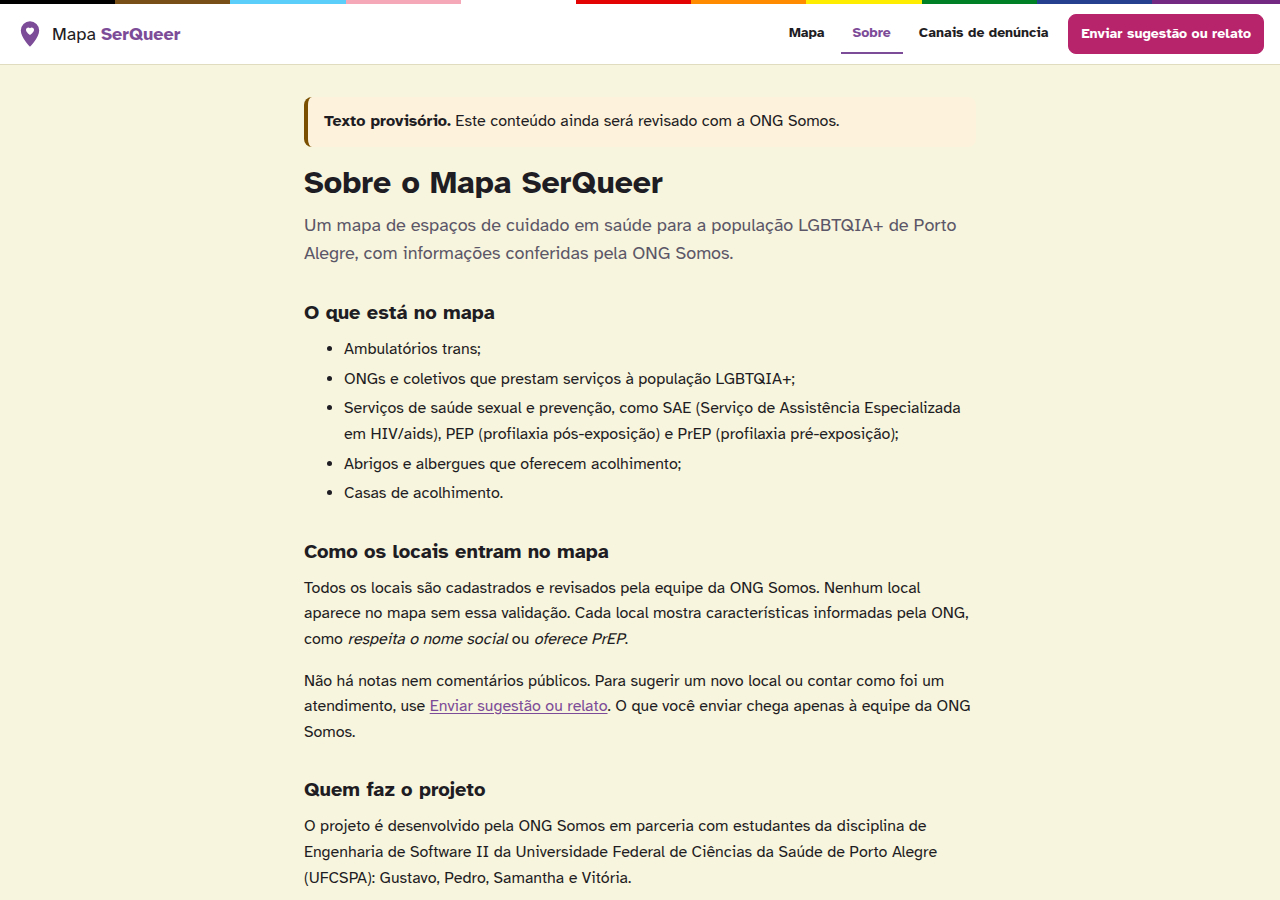 Mapa SerQueer
Mapa
Sobre
Canais de denúncia
Enviar sugestão ou relato
Texto provisório. Este conteúdo ainda será revisado com a ONG Somos.
Sobre o Mapa SerQueer
Um mapa de espaços de cuidado em saúde para a população LGBTQIA+ de Porto
Alegre, com informações conferidas pela ONG Somos.
O que está no mapa
• Ambulatórios trans;
• ONGs e coletivos que prestam serviços à população LGBTQIA+;
• Serviços de saúde sexual e prevenção, como SAE (Serviço de Assistência Especializada
em HIV/aids), PEP (profilaxia pós-exposição) e PrEP (profilaxia pré-exposição);
• Abrigos e albergues que oferecem acolhimento;
• Casas de acolhimento.
Como os locais entram no mapa
Todos os locais são cadastrados e revisados pela equipe da ONG Somos. Nenhum local
aparece no mapa sem essa validação. Cada local mostra características informadas pela ONG,
como respeita o nome social ou oferece PrEP.
Não há notas nem comentários públicos. Para sugerir um novo local ou contar como foi um
atendimento, use Enviar sugestão ou relato. O que você enviar chega apenas à equipe da ONG
Somos.
Quem faz o projeto
O projeto é desenvolvido pela ONG Somos em parceria com estudantes da disciplina de
Engenharia de Software II da Universidade Federal de Ciências da Saúde de Porto Alegre
(UFCSPA): Gustavo, Pedro, Samantha e Vitória.